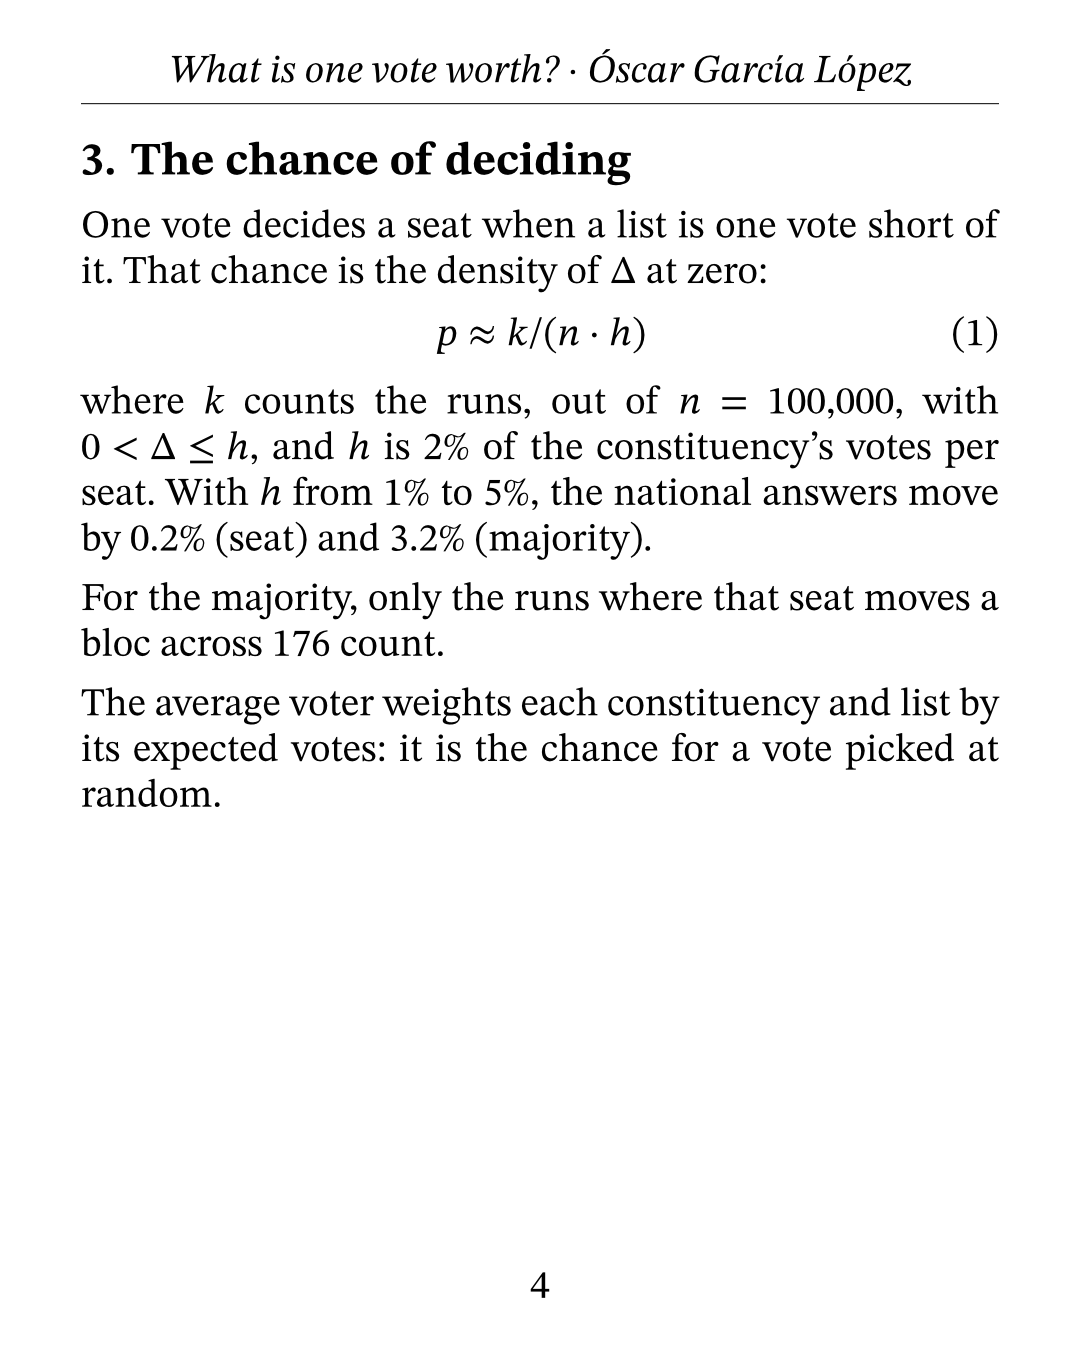 What is one vote worth? · Óscar García López
3. The chance of deciding
One vote decides a seat when a list is one vote short of
it. That chance is the density of Δ at zero:
p ≈ k/(n · h) (1)
where k counts the runs, out of n = 100,000, with
0 < Δ ≤ h, and h is 2% of the constituency’s votes per
seat. With h from 1% to 5%, the national answers move
by 0.2% (seat) and 3.2% (majority).
For the majority, only the runs where that seat moves a
bloc across 176 count.
The average voter weights each constituency and list by
its expected votes: it is the chance for a vote picked at
random.
4